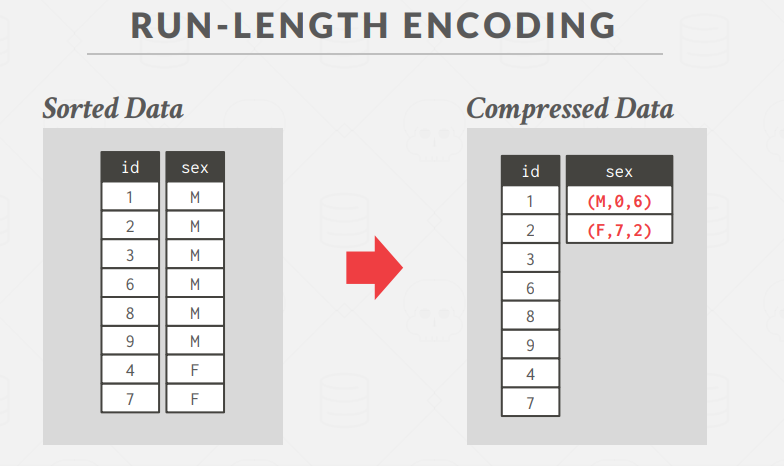 RUN-LENGTH ENCODING
Sorted Data
id sex
1 M
2 M
3 M
6 M
8 M
9 M
4 F
7 F
Compressed Data
id sex
1 (M,0,6)
2 (F,7,2)
3
6
8
9
4
7